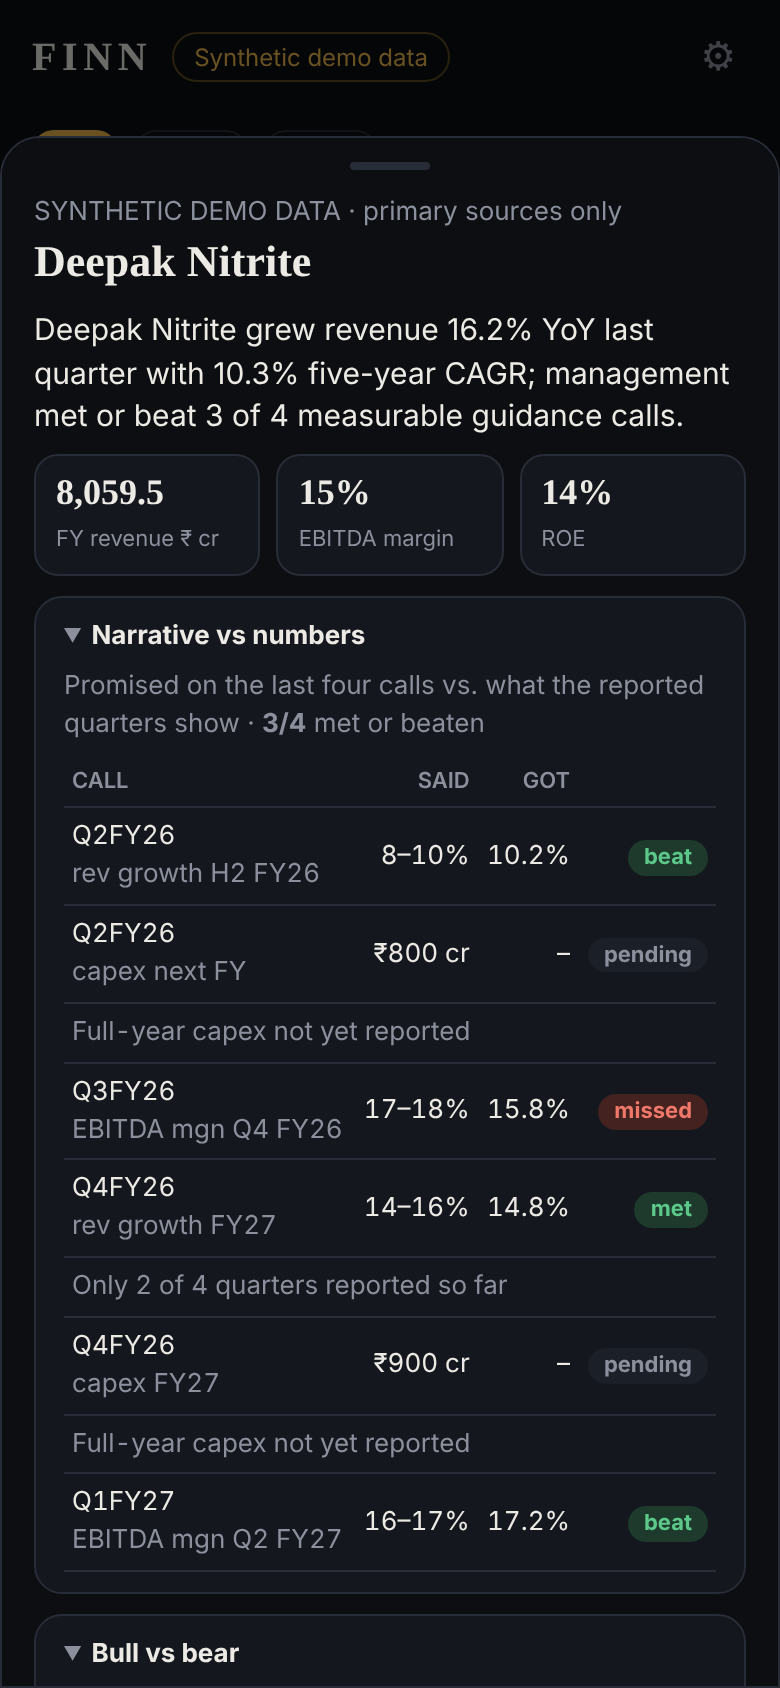 FINN
Synthetic demo data
SYNTHETIC DEMO DATA · primary sources only
Deepak Nitrite
Deepak Nitrite grew revenue 16.2% YoY last
quarter with 10.3% five-year CAGR; management
met or beat 3 of 4 measurable guidance calls.
8,059.5
FY revenue ₹ cr
15%
EBITDA margin
14%
ROE
▼ Narrative vs numbers
Promised on the last four calls vs. what the reported
quarters show · 3/4 met or beaten
CALL SAID GOT
Q2FY26
rev growth H2 FY26
8–10% 10.2% beat
Q2FY26
capex next FY
₹800 cr – pending
Full-year capex not yet reported
Q3FY26
EBITDA mgn Q4 FY26
17–18% 15.8% missed
Q4FY26
rev growth FY27
14–16% 14.8% met
Only 2 of 4 quarters reported so far
Q4FY26
capex FY27
₹900 cr – pending
Full-year capex not yet reported
Q1FY27
EBITDA mgn Q2 FY27
16–17% 17.2% beat
▼ Bull vs bear